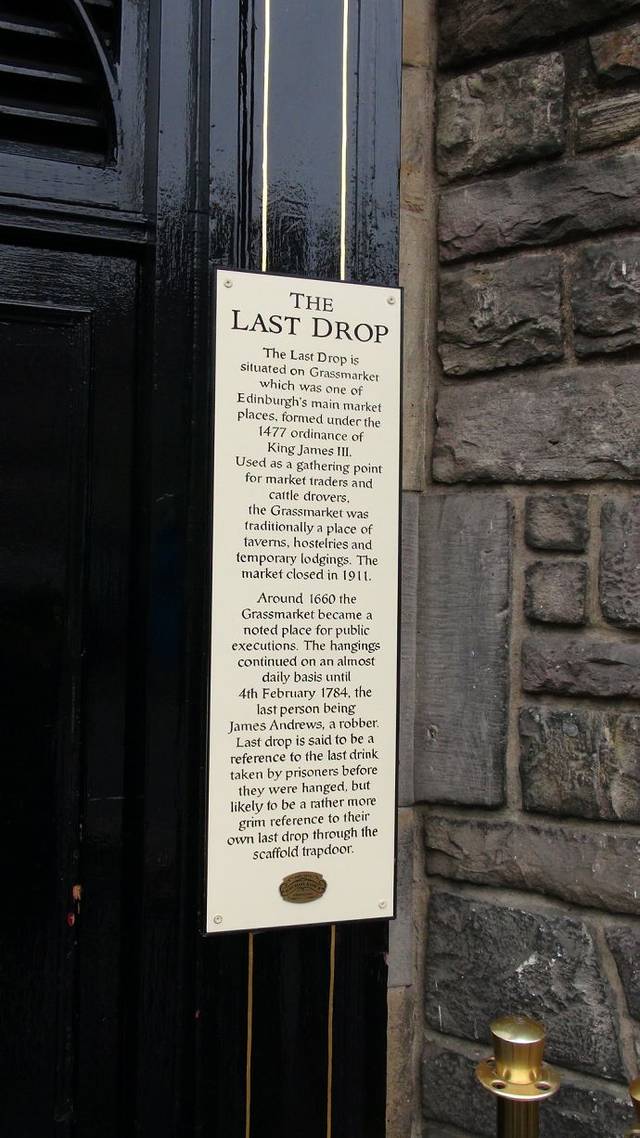 THE
LAST DROP
The Last Drop is
situated on Grassmarket
which was one of
Edinburgh's main market
places, formed under the
1477 ordinance of
King James III.
Used as a gathering point
for market traders and
cattle drovers,
the Grassmarket was
traditionally a place of
taverns, hostelries and
temporary lodgings. The
market closed in 1911.
Around 1660 the
Grassmarket became a
noted place for public
executions. The hangings
continued on an almost
daily basis until
4th February 1784, the
last person being
James Andrews, a robber.
Last drop is said to be a
reference to the last drink
taken by prisoners before
they were hanged, but
likely to be a rather more
grim reference to their
own last drop through the
scaffold trapdoor.